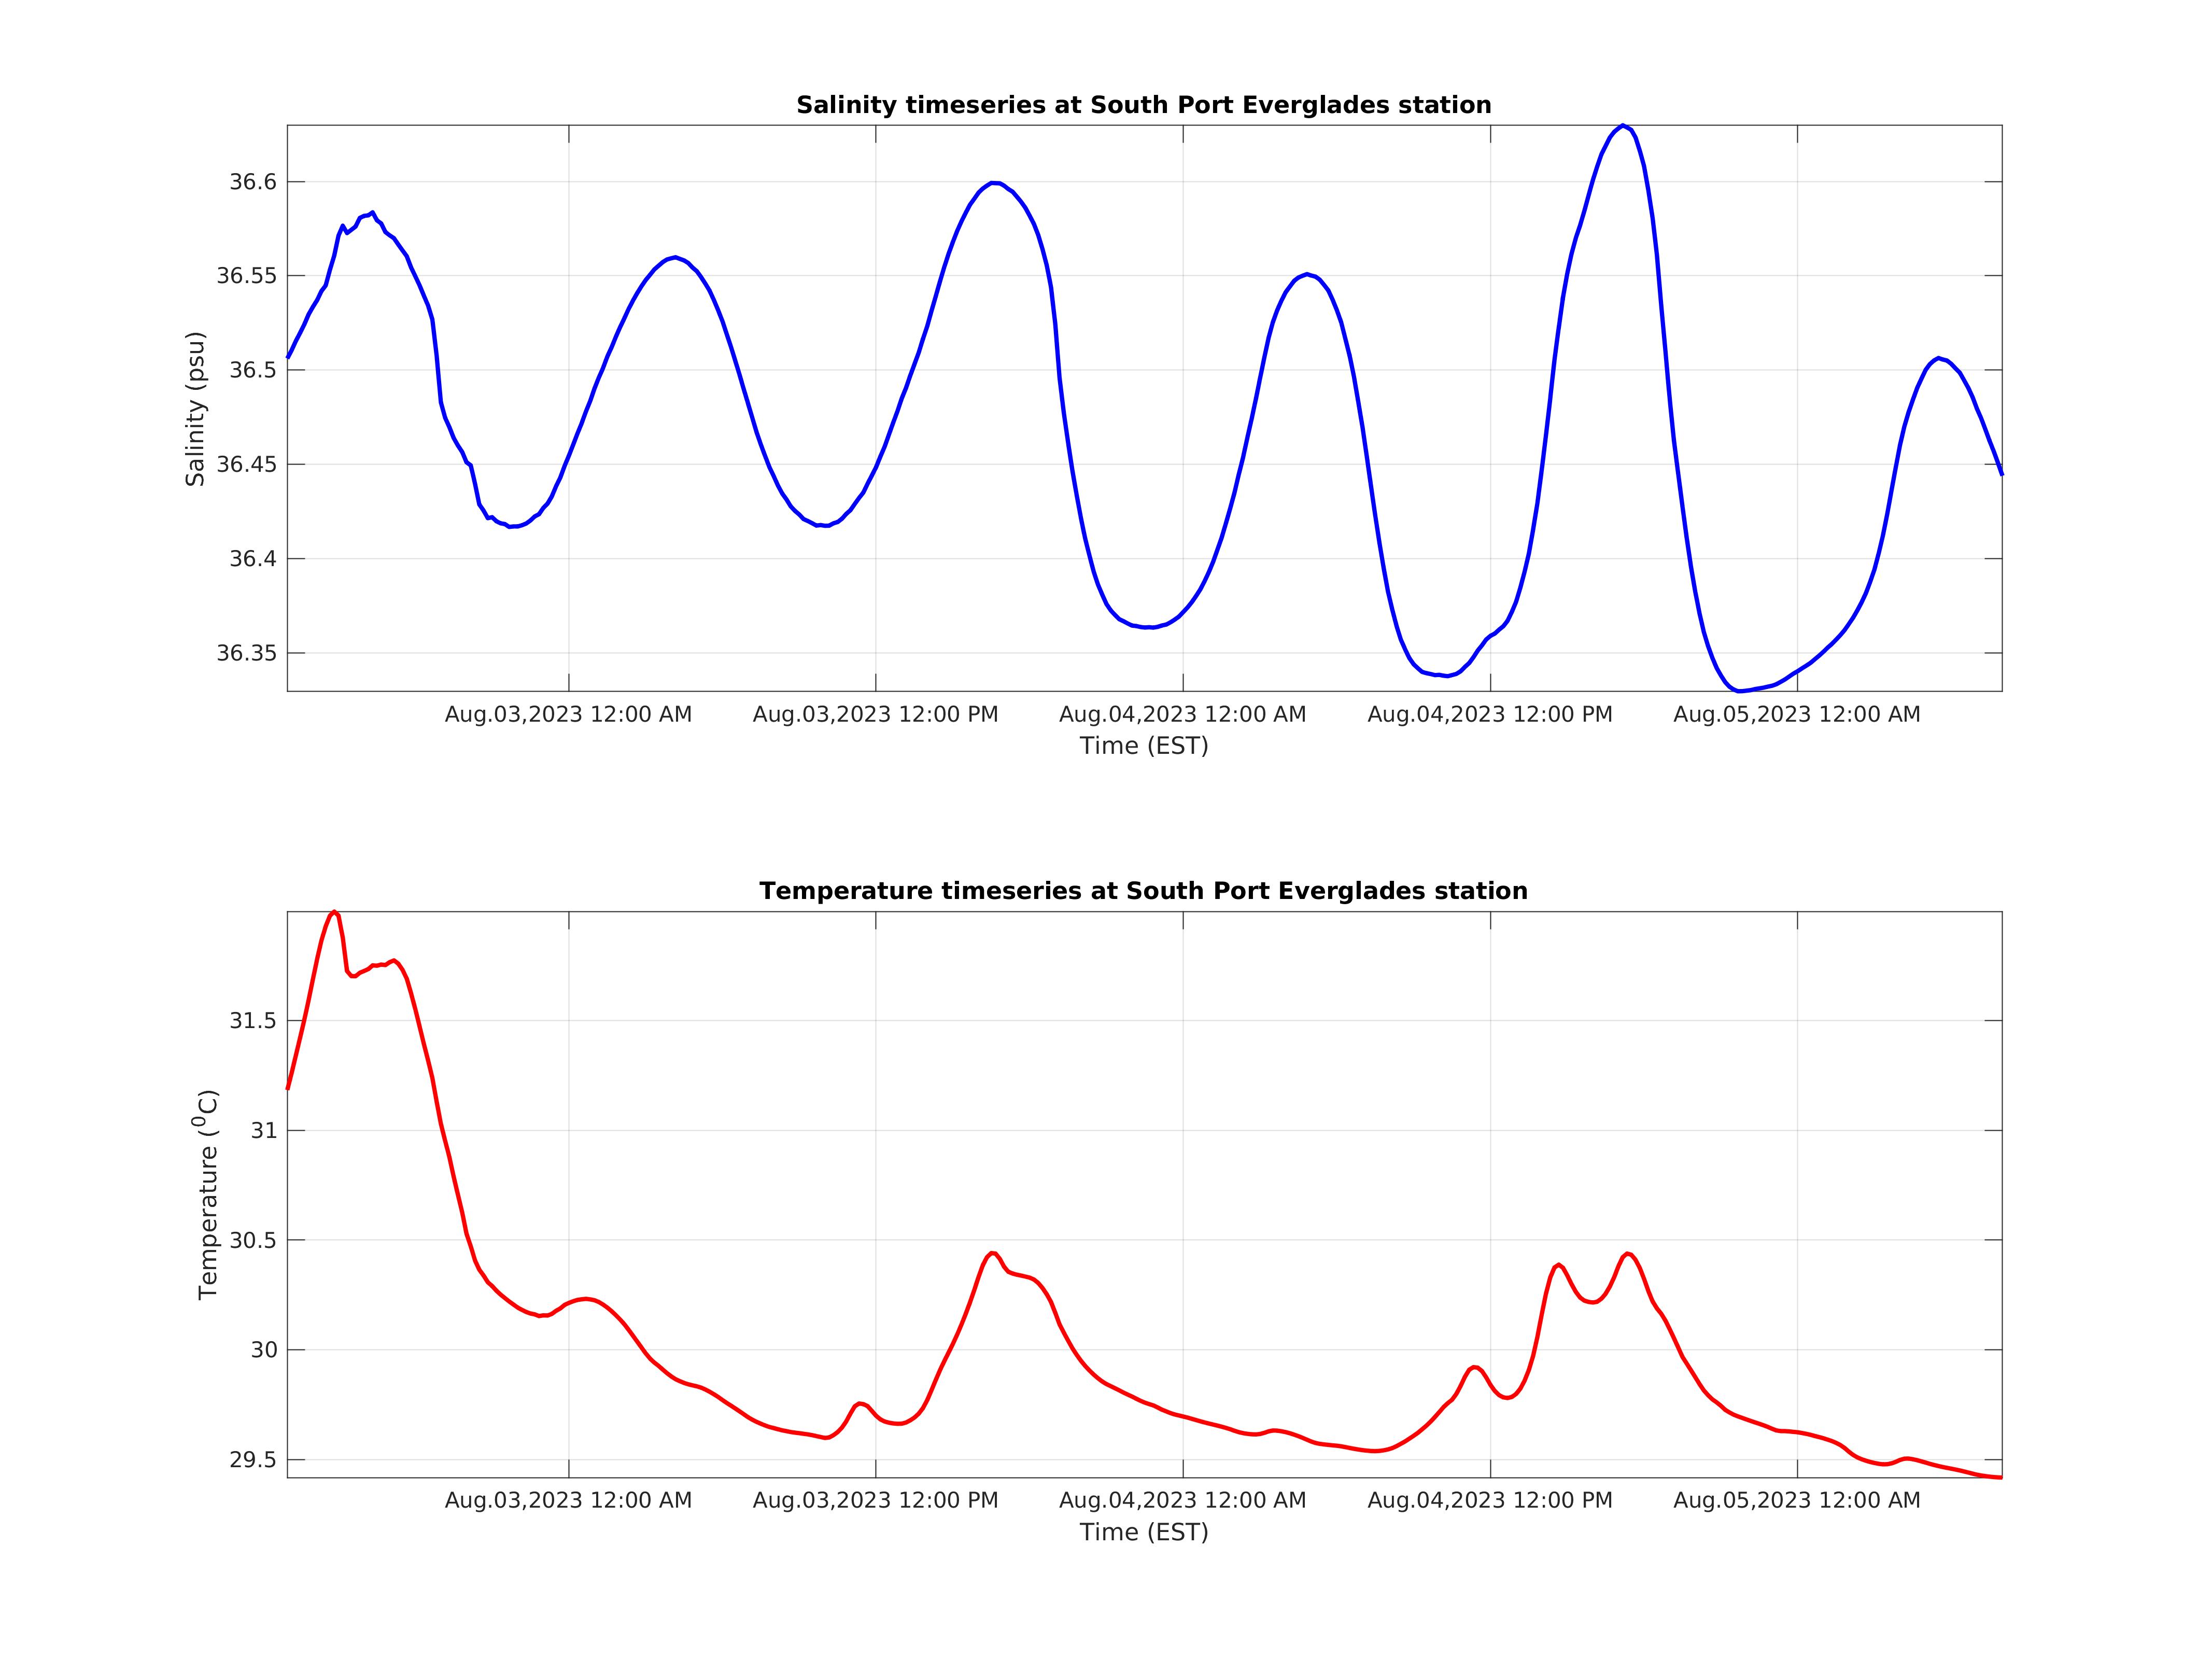 Salinity timeseries at South Port Everglades station
36.6
36.55
36.5
36.45
36.4
36.35
Salinity (psu)
Aug.03,2023 12:00 AM Aug.03,2023 12:00 PM Aug.04,2023 12:00 AM Aug.04,2023 12:00 PM Aug.05,2023 12:00 AM
Time (EST)
Temperature timeseries at South Port Everglades station
31.5
31
30.5
30
29.5
Temperature (⁰C)
Aug.03,2023 12:00 AM Aug.03,2023 12:00 PM Aug.04,2023 12:00 AM Aug.04,2023 12:00 PM Aug.05,2023 12:00 AM
Time (EST)